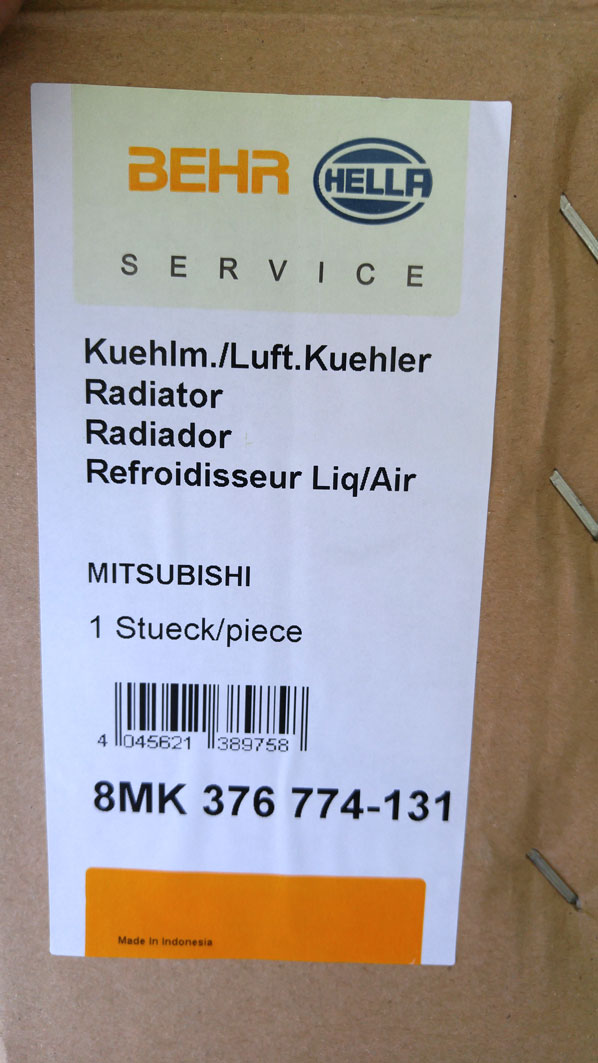 BEHR HELLA
SERVICE
Kuehlm./Luft.Kuehler
Radiator
Radiador
Refroidisseur Liq/Air
MITSUBISHI
1 Stueck/piece
4 045621 389758
8MK 376 774-131
Made in Indonesia